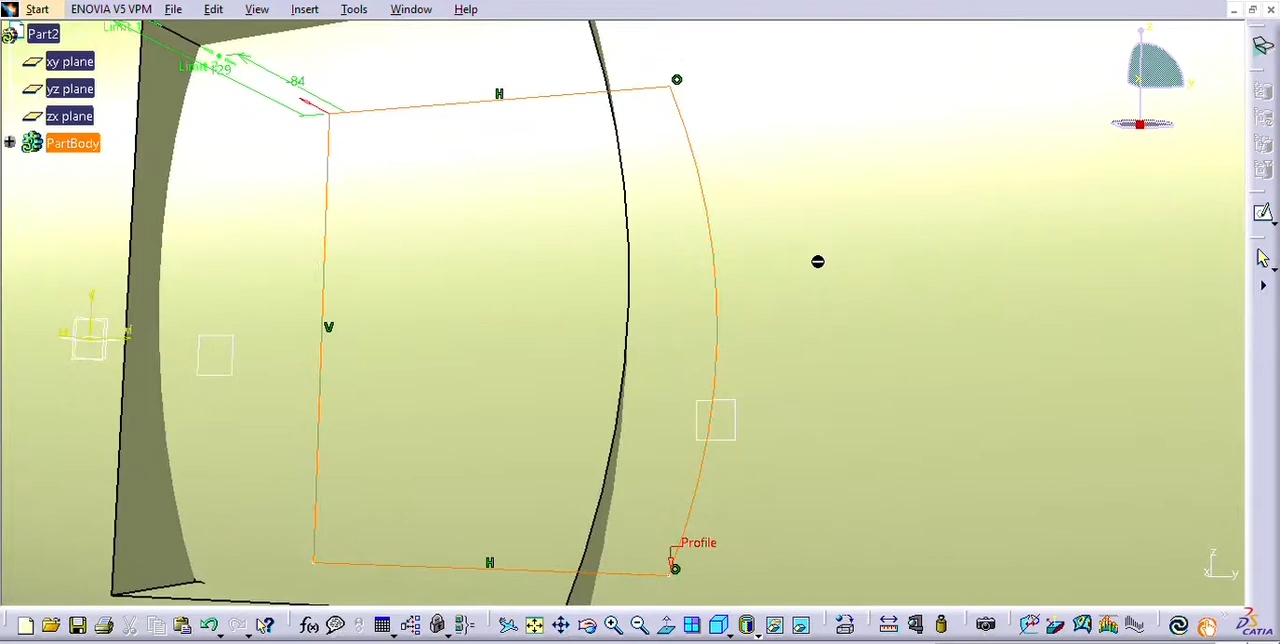 Start ENOVIA V5 VPM File Edit View Insert Tools Window Help
Part2
xy plane
yz plane
zx plane
PartBody
Limit
129
-84
H
V
H
Profile
H
V
z
y
x
z
y
x
f(x)
CATIA